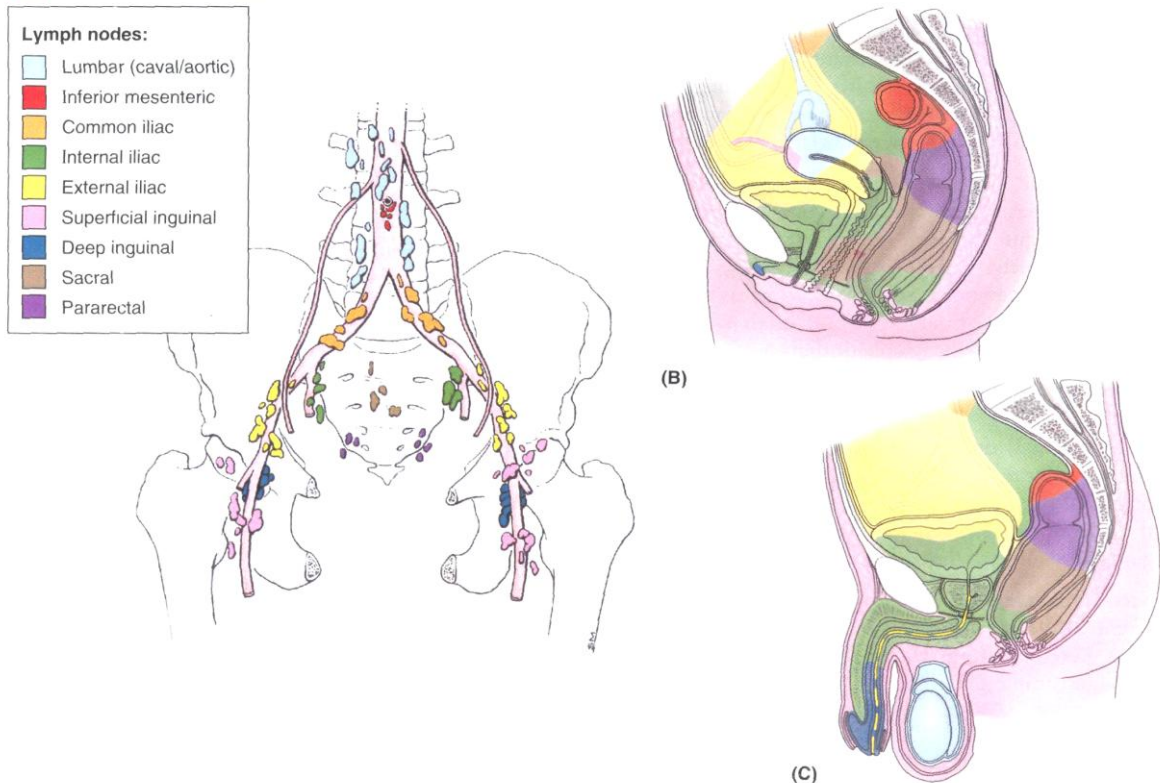 Lymph nodes:
Lumbar (caval/aortic)
Inferior mesenteric
Common iliac
Internal iliac
External iliac
Superficial inguinal
Deep inguinal
Sacral
Pararectal
(B)
(C)